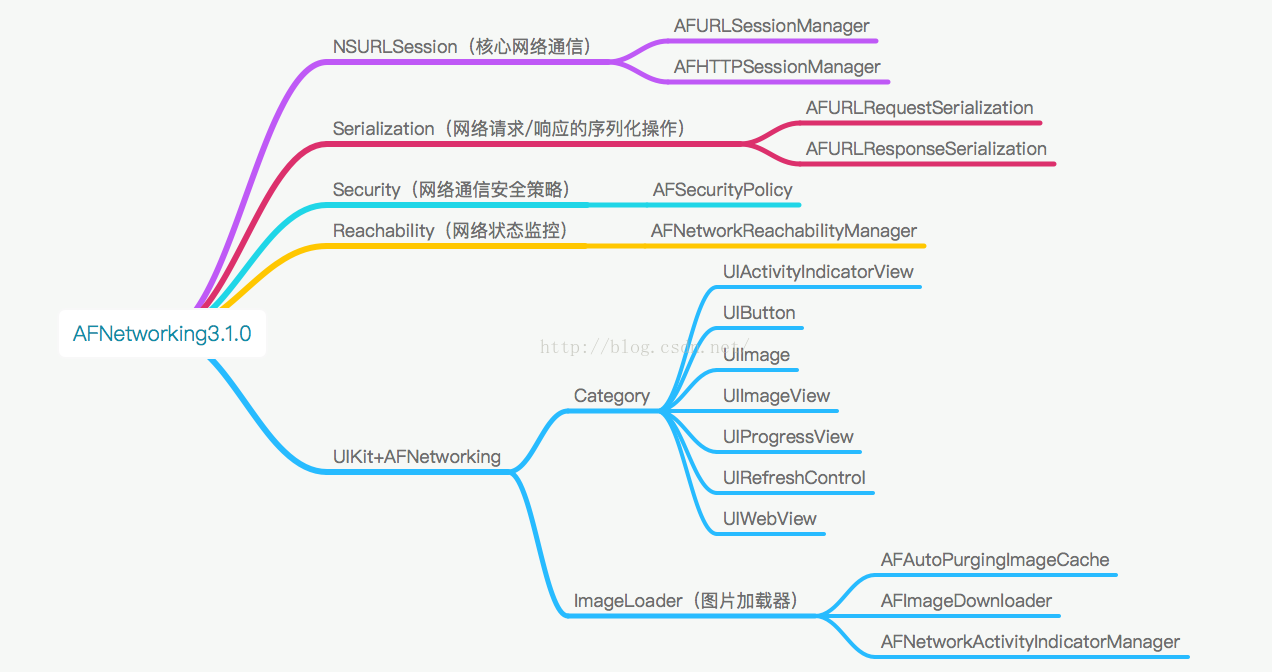 AFURLSessionManager
NSURLSession（核心网络通信）
AFHTTPSessionManager
AFURLRequestSerialization
Serialization（网络请求/响应的序列化操作）
AFURLResponseSerialization
Security（网络通信安全策略）
AFSecurityPolicy
Reachability（网络状态监控）
AFNetworkReachabilityManager
UIActivityIndicatorView
UIButton
AFNetworking3.1.0
http://blog.csdn.net/
UIImage
Category
UIImageView
UIProgressView
UIKit+AFNetworking
UIRefreshControl
UIWebView
AFAutoPurgingImageCache
ImageLoader（图片加载器）
AFImageDownloader
AFNetworkActivityIndicatorManager